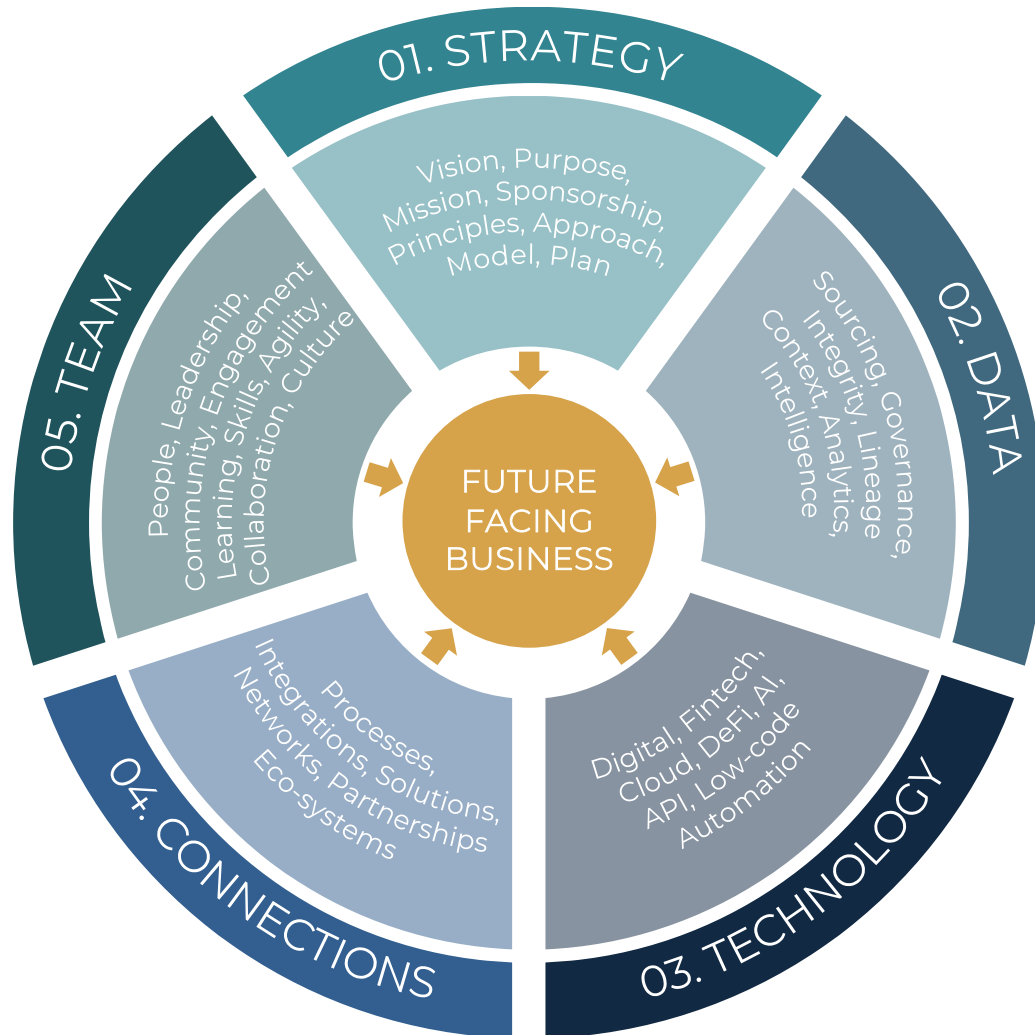 01. STRATEGY
Vision, Purpose,
Mission, Sponsorship,
Principles, Approach,
Model, Plan
02. DATA
Sourcing, Governance,
Integrity, Lineage
Context, Analytics,
Intelligence
03. TECHNOLOGY
Digital, Fintech,
Cloud, DeFi, AI,
API, Low-code
Automation
04. CONNECTIONS
Processes,
Integrations, Solutions,
Networks, Partnerships
Eco-systems
05. TEAM
People, Leadership,
Community, Engagement
Learning, Skills, Agility,
Collaboration, Culture
FUTURE
FACING
BUSINESS